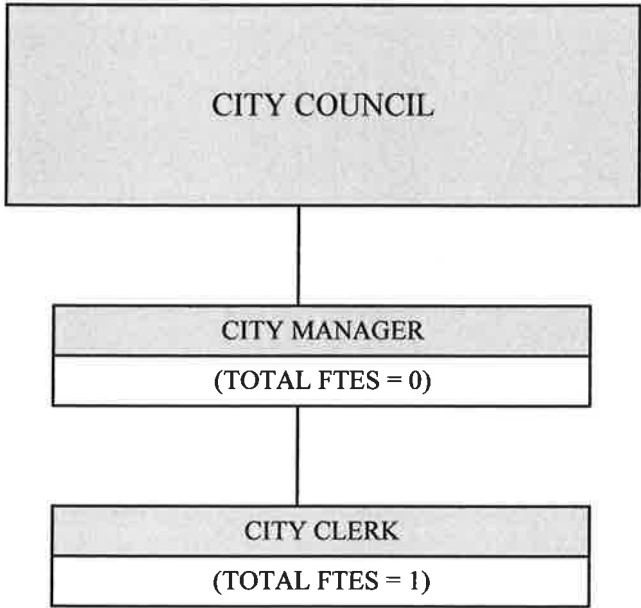 CITY COUNCIL
CITY MANAGER
(TOTAL FTES = 0)
CITY CLERK
(TOTAL FTES = 1)